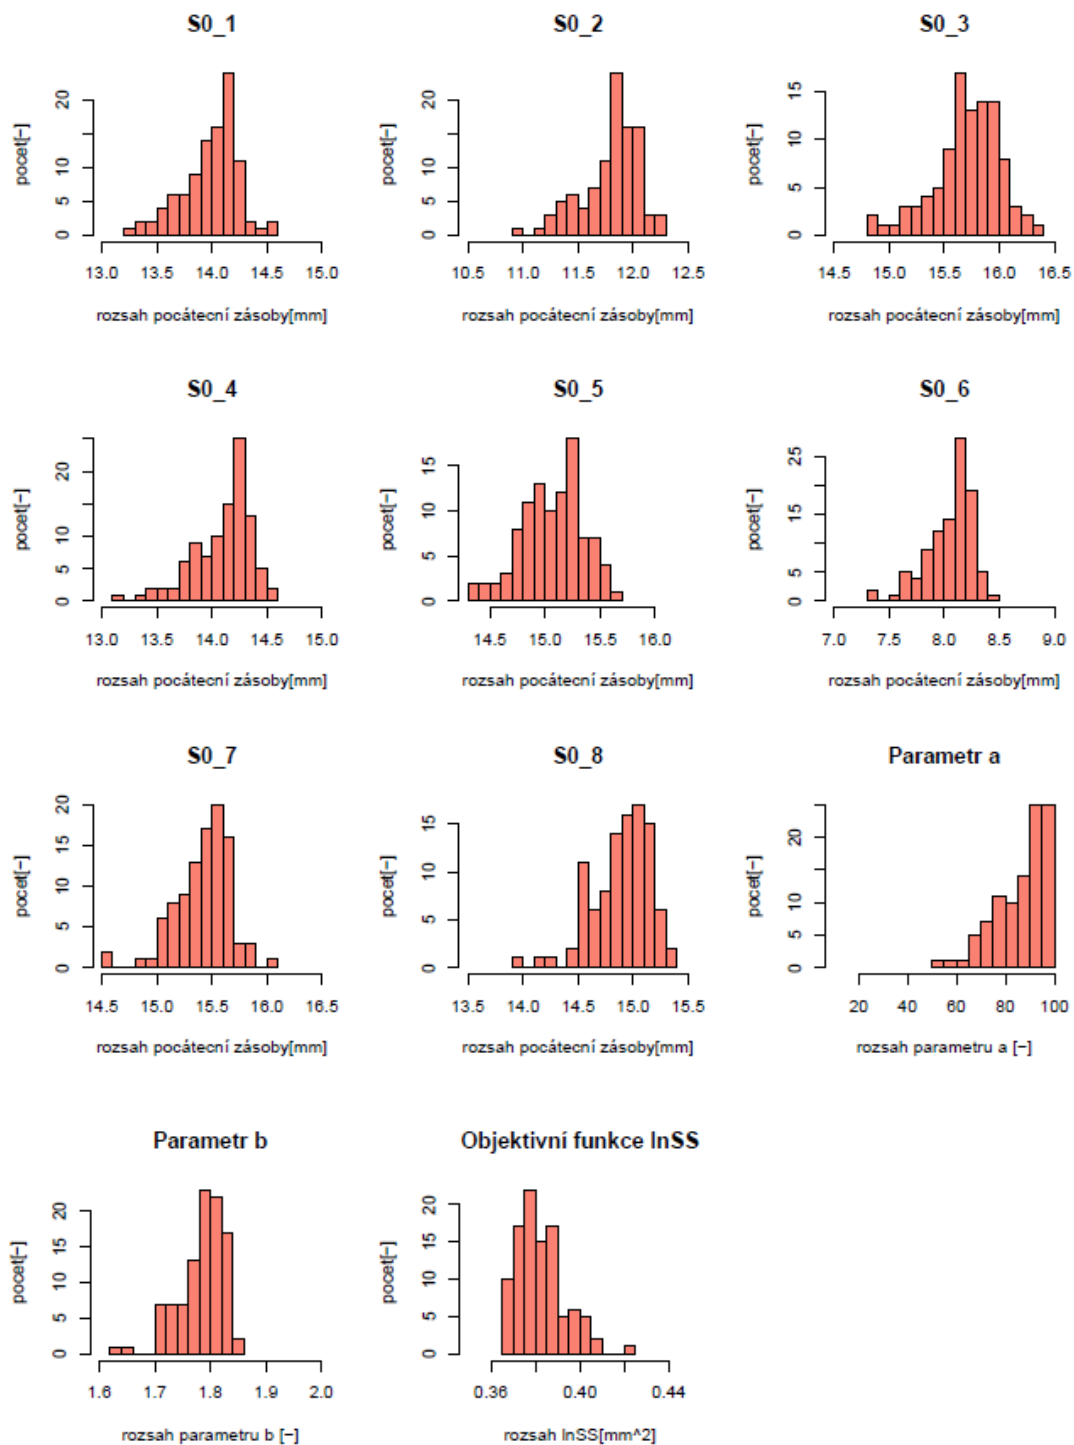 S0_1 S0_2 S0_3
pocet[−] pocet[−] pocet[−]
0 5 10 20 0 5 10 20 0 5 10 15
13.0 13.5 14.0 14.5 15.0 10.5 11.0 11.5 12.0 12.5 14.5 15.0 15.5 16.0 16.5
rozsah pocátecní zásoby[mm] rozsah pocátecní zásoby[mm] rozsah pocátecní zásoby[mm]
S0_4 S0_5 S0_6
pocet[−] pocet[−] pocet[−]
0 5 10 20 0 5 10 15 0 5 15 25
13.0 13.5 14.0 14.5 15.0 14.5 15.0 15.5 16.0 7.0 7.5 8.0 8.5 9.0
rozsah pocátecní zásoby[mm] rozsah pocátecní zásoby[mm] rozsah pocátecní zásoby[mm]
S0_7 S0_8 Parametr a
pocet[−] pocet[−] pocet[−]
0 5 10 15 20 0 5 10 15 0 5 10 20
14.5 15.0 15.5 16.0 16.5 13.5 14.0 14.5 15.0 15.5 20 40 60 80 100
rozsah pocátecní zásoby[mm] rozsah pocátecní zásoby[mm] rozsah parametru a [−]
Parametr b Objektivní funkce lnSS
pocet[−] pocet[−]
0 5 10 15 20 0 5 10 15 20
1.6 1.7 1.8 1.9 2.0 0.36 0.40 0.44
rozsah parametru b [−] rozsah lnSS[mm^2]